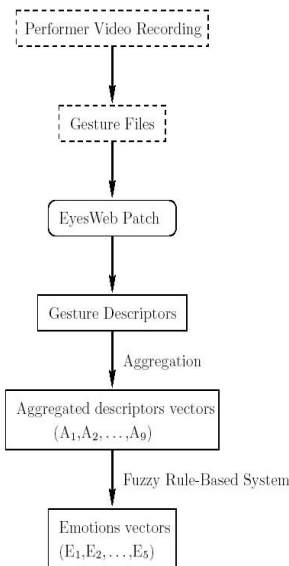 Performer Video Recording
Gesture Files
EyesWeb Patch
Gesture Descriptors
Aggregation
Aggregated descriptors vectors
(A₁,A₂,...,A₉)
Fuzzy Rule-Based System
Emotions vectors
(E₁,E₂,...,E₅)